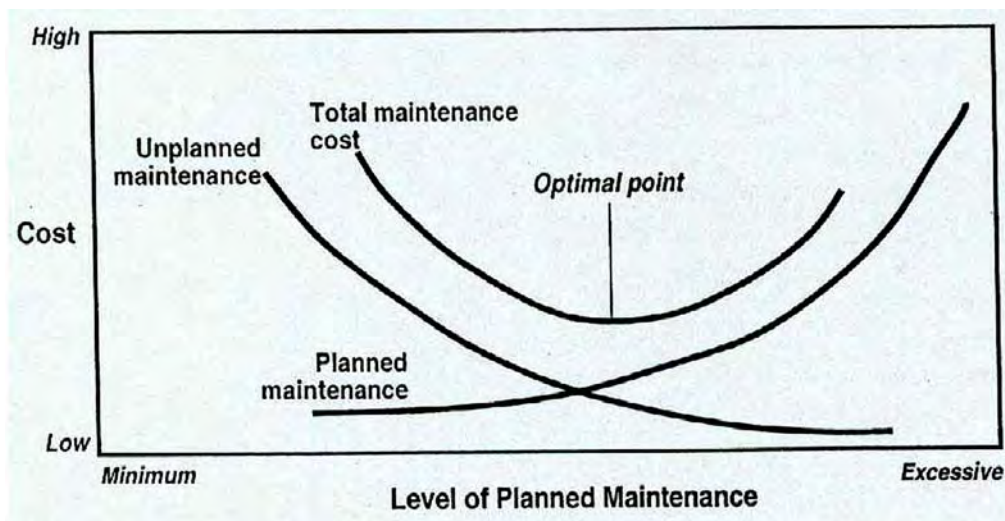 High
Total maintenance
cost
Unplanned
maintenance
Optimal point
Cost
Planned
maintenance
Low
Minimum
Excessive
Level of Planned Maintenance